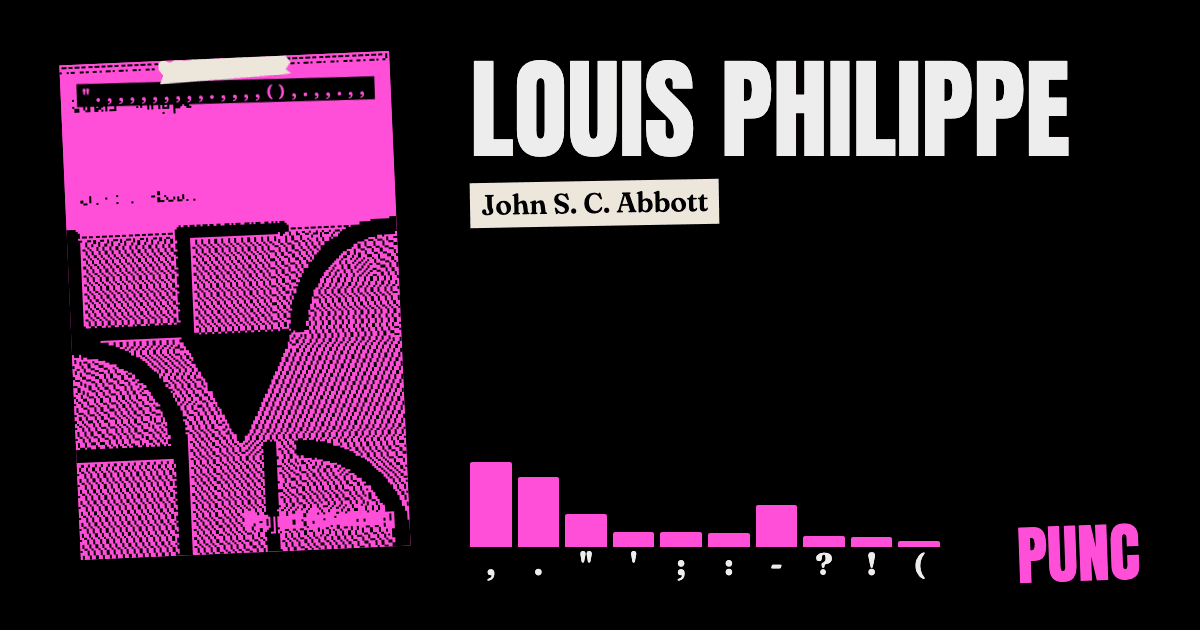 ".,,,,,,,,,.,,,,(),.,,.,,
LOUIS PHILIPPE
John S. C. Abbott
, . " ' ; : - ? ! (
PUNC